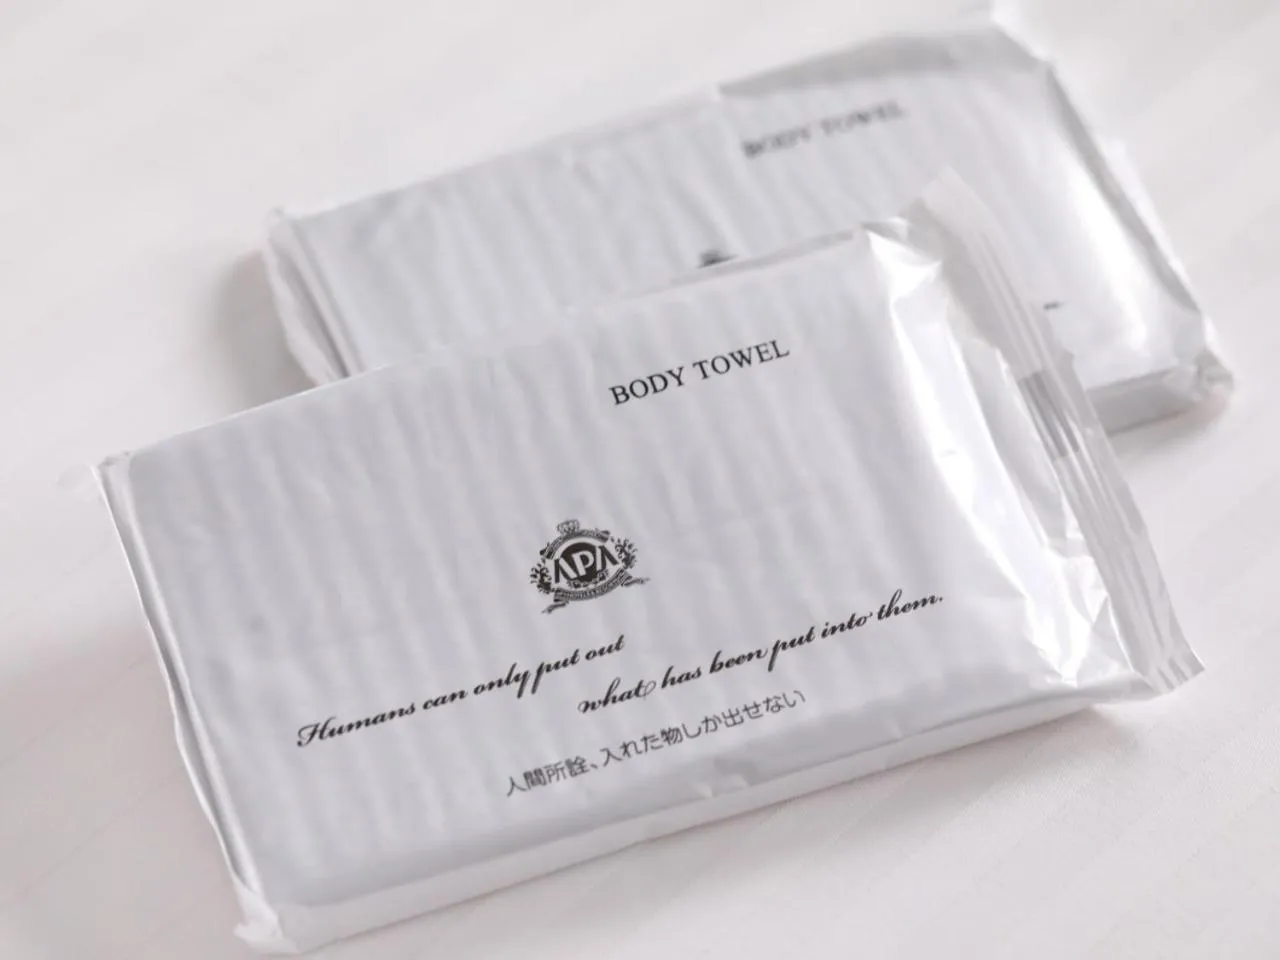 BODY TOWEL
BODY TOWEL
APA
Humans can only put out
what has been put into them.
人間所詮、入れた物しか出せない